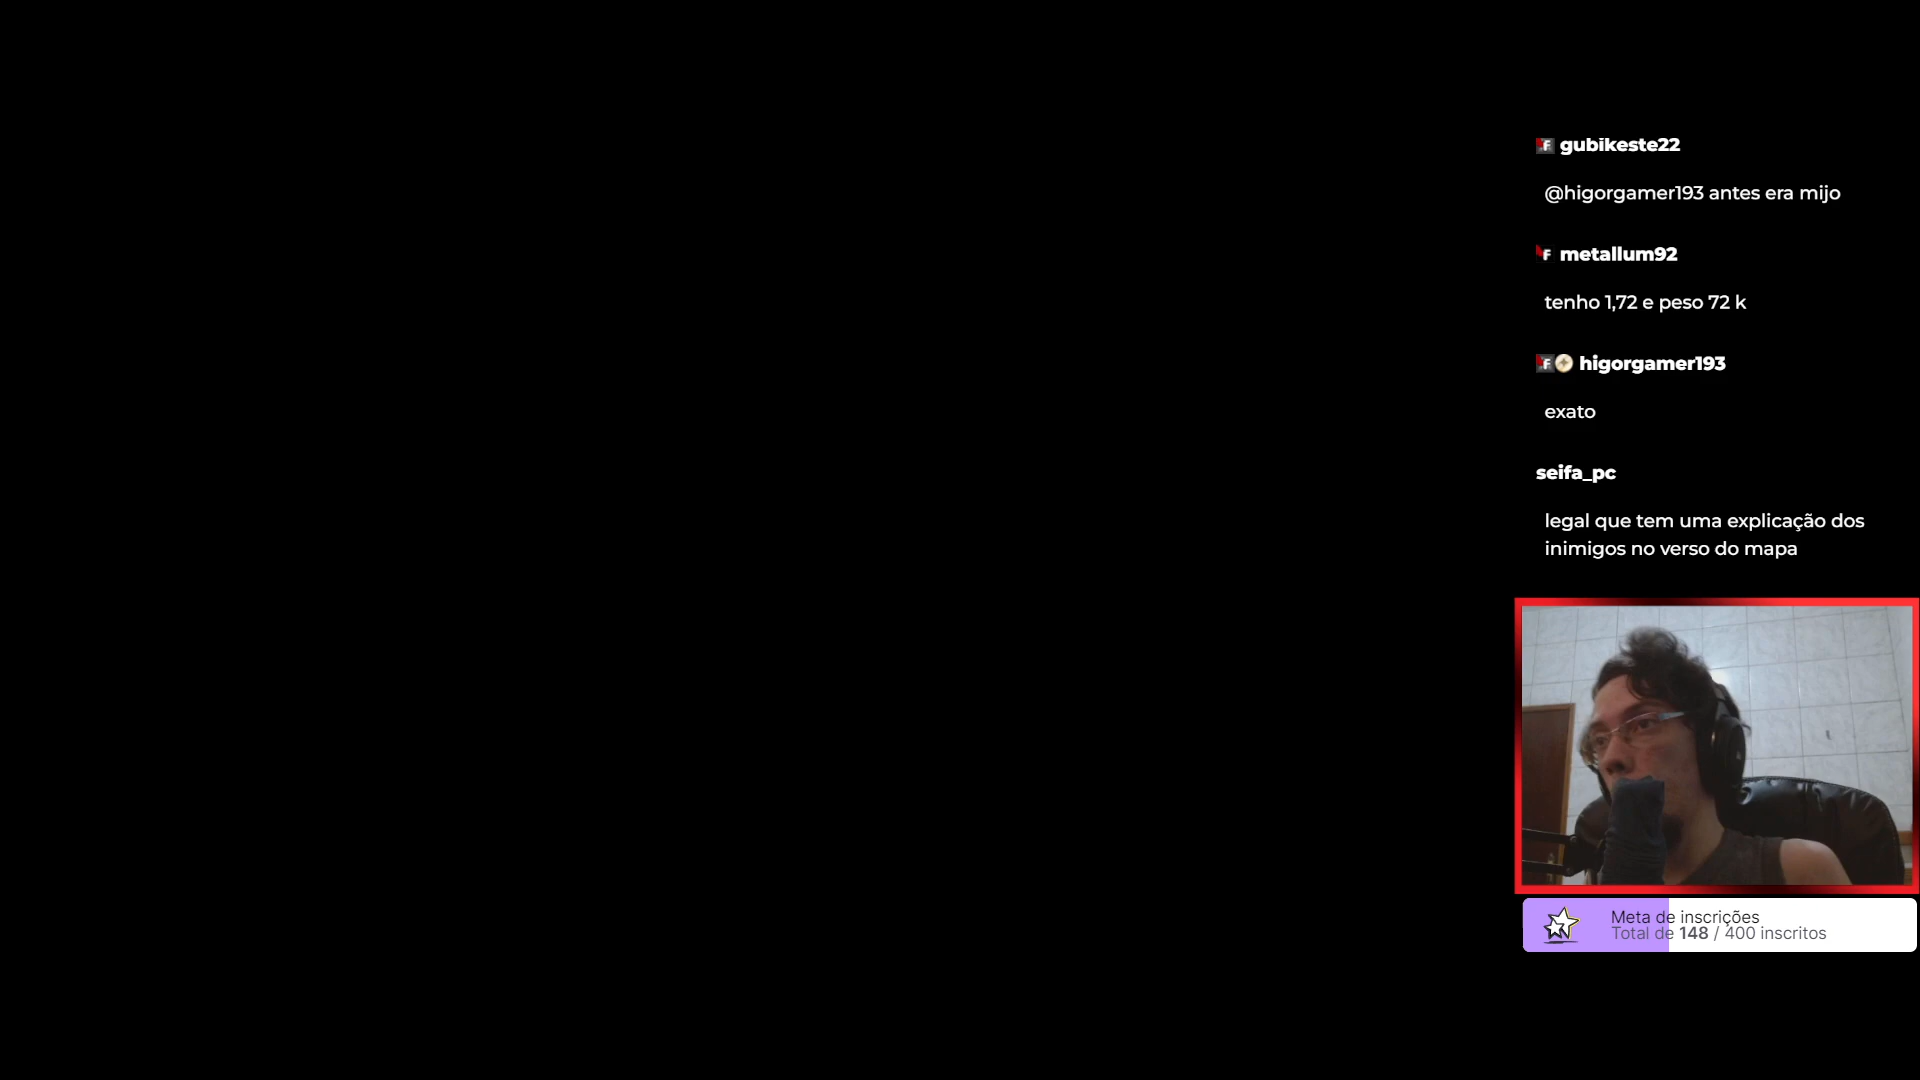 gubikeste22
@higorgamer193 antes era mijo
metallum92
tenho 1,72 e peso 72 k
higorgamer193
exato
seifa_pc
legal que tem uma explicação dos
inimigos no verso do mapa
Meta de inscrições
Total de 148 / 400 inscritos